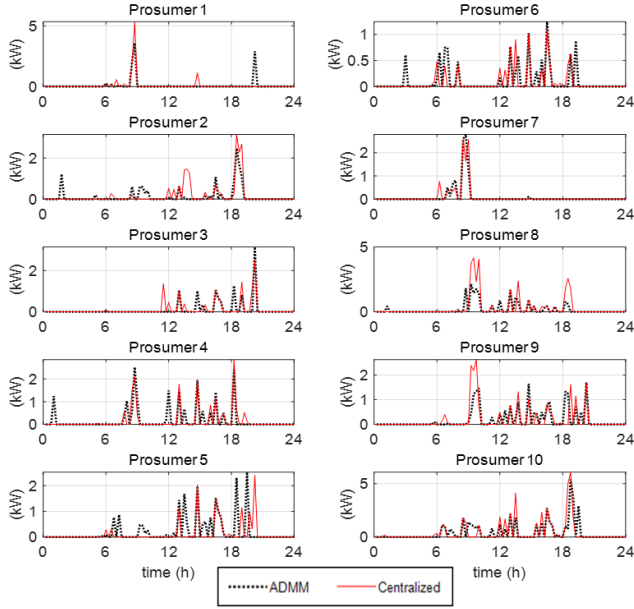 Prosumer 1
(kW)
5
0
0 6 12 18 24
Prosumer 2
(kW)
2
0
0 6 12 18 24
Prosumer 3
(kW)
2
0
0 6 12 18 24
Prosumer 4
(kW)
2
1
0
0 6 12 18 24
Prosumer 5
(kW)
2
1
0
0 6 12 18 24
time (h)
Prosumer 6
(kW)
1
0.5
0
0 6 12 18 24
Prosumer 7
(kW)
2
0
0 6 12 18 24
Prosumer 8
(kW)
5
0
0 6 12 18 24
Prosumer 9
(kW)
2
1
0
0 6 12 18 24
Prosumer 10
(kW)
5
0
0 6 12 18 24
time (h)
ADMM Centralized